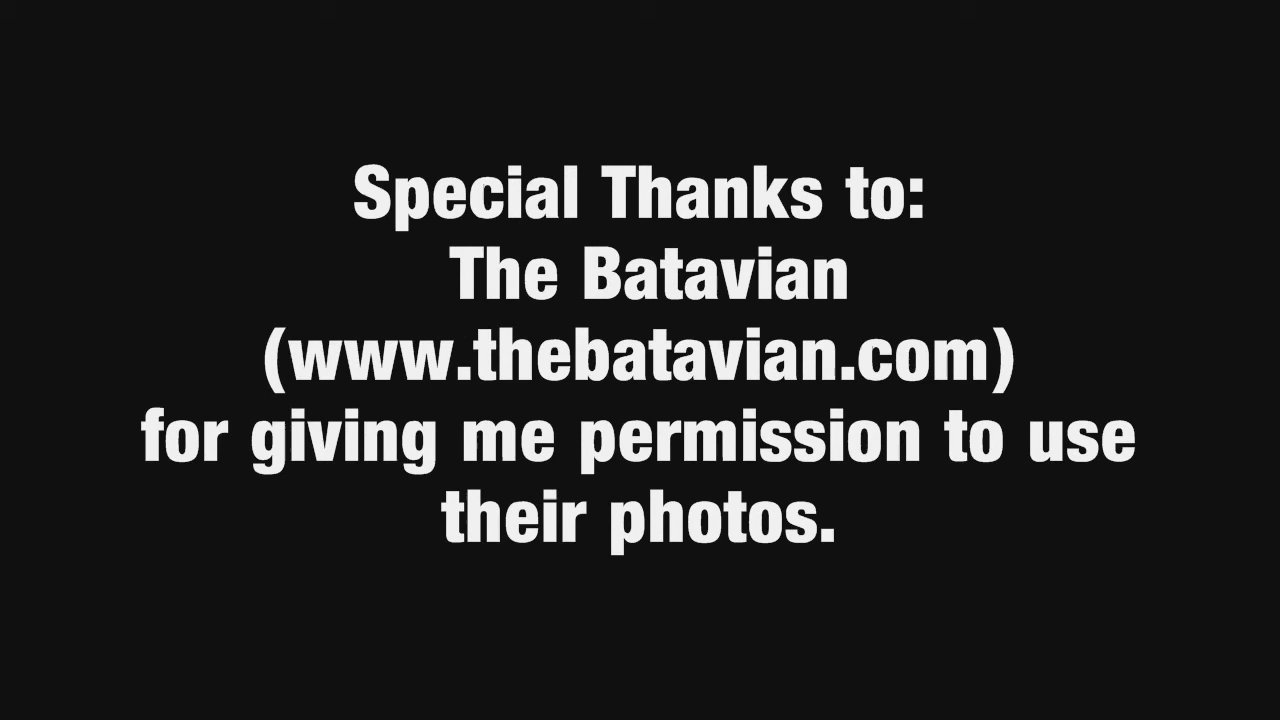 Special Thanks to:
The Batavian
(www.thebatavian.com)
for giving me permission to use
their photos.